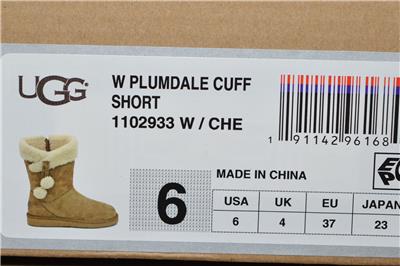 UGG
W PLUMDALE CUFF
SHORT
1102933 W / CHE
1 91142 96168
6
MADE IN CHINA
USA UK EU JAPAN
6 4 37 23